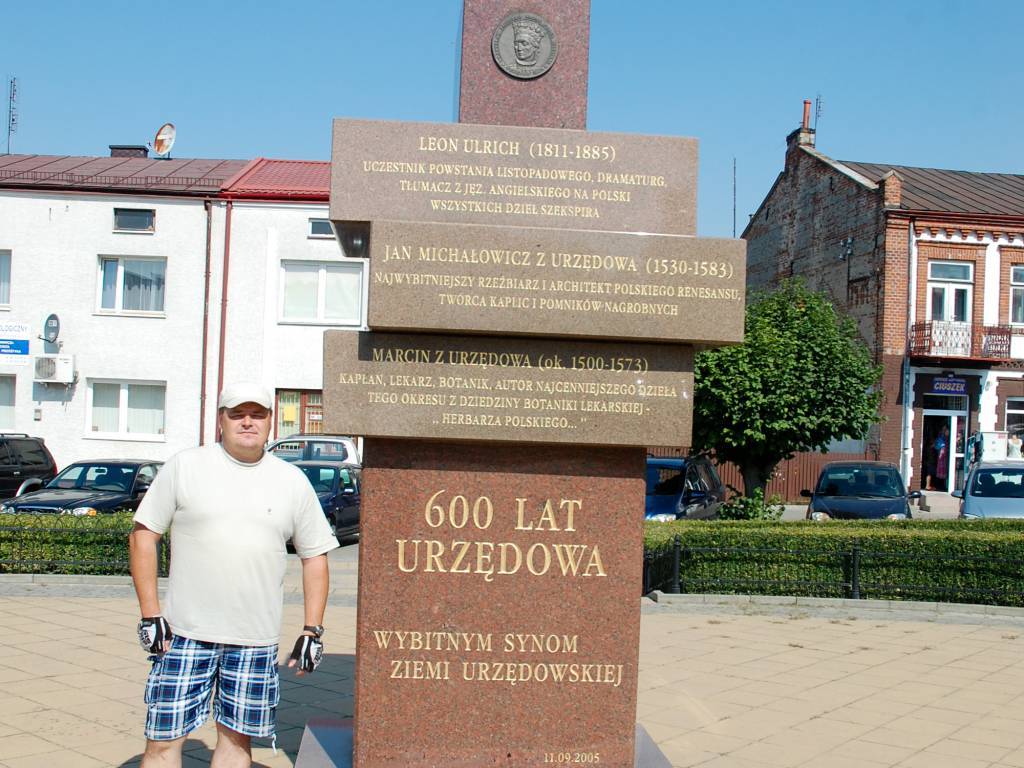 LEON ULRICH (1811-1885)
UCZESTNIK POWSTANIA LISTOPADOWEGO, DRAMATURG,
TŁUMACZ Z JĘZ. ANGIELSKIEGO NA POLSKI
WSZYSTKICH DZIEŁ SZEKSPIRA
JAN MICHAŁOWICZ Z URZĘDOWA (1530-1583)
NAJWYBITNIEJSZY RZEŹBIARZ I ARCHITEKT POLSKIEGO RENESANSU,
TWÓRCA KAPLIC I POMNIKÓW NAGROBNYCH
MARCIN Z URZĘDOWA (ok. 1500-1573)
KAPŁAN, LEKARZ, BOTANIK, AUTOR NAJCENNIEJSZEGO DZIEŁA
TEGO OKRESU Z DZIEDZINY BOTANIKI LEKARSKIEJ -
,, HERBARZA POLSKIEGO... "
600 LAT
URZĘDOWA
WYBITNYM SYNOM
ZIEMI URZĘDOWSKIEJ
11.09.2005
CIUSZEK